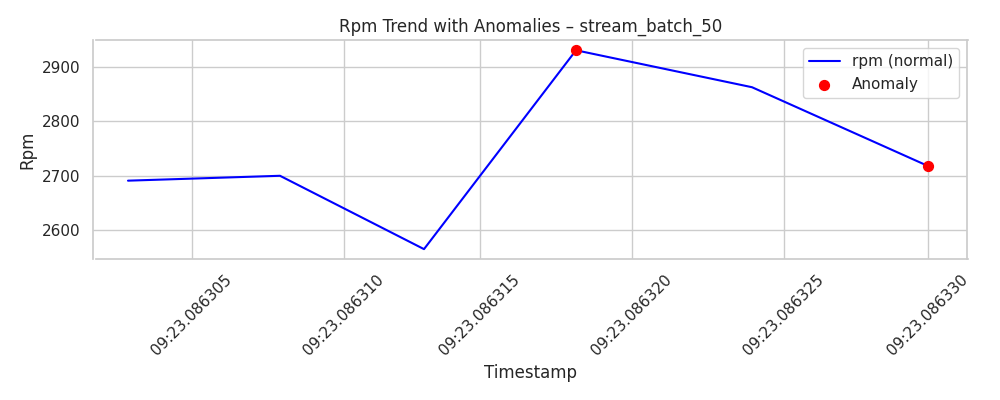 Rpm Trend with Anomalies – stream_batch_50
rpm (normal)
Anomaly
Rpm
2900
2800
2700
2600
09:23.086305
09:23.086310
09:23.086315
09:23.086320
09:23.086325
09:23.086330
Timestamp